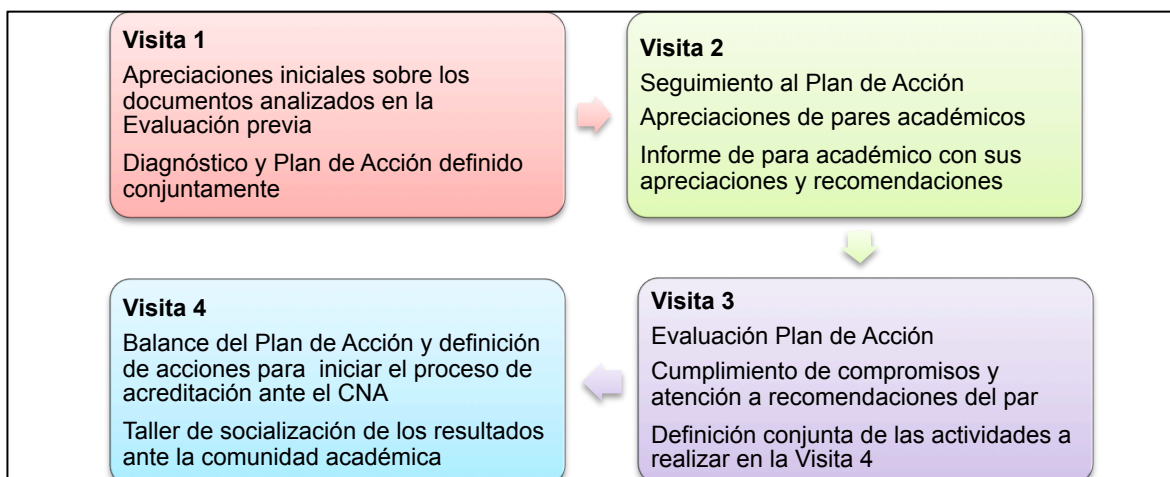 Visita 1
Apreciaciones iniciales sobre los
documentos analizados en la
Evaluación previa
Diagnóstico y Plan de Acción definido
conjuntamente
Visita 2
Seguimiento al Plan de Acción
Apreciaciones de pares académicos
Informe de para académico con sus
apreciaciones y recomendaciones
Visita 3
Evaluación Plan de Acción
Cumplimiento de compromisos y
atención a recomendaciones del par
Definición conjunta de las actividades a
realizar en la Visita 4
Visita 4
Balance del Plan de Acción y definición
de acciones para iniciar el proceso de
acreditación ante el CNA
Taller de socialización de los resultados
ante la comunidad académica